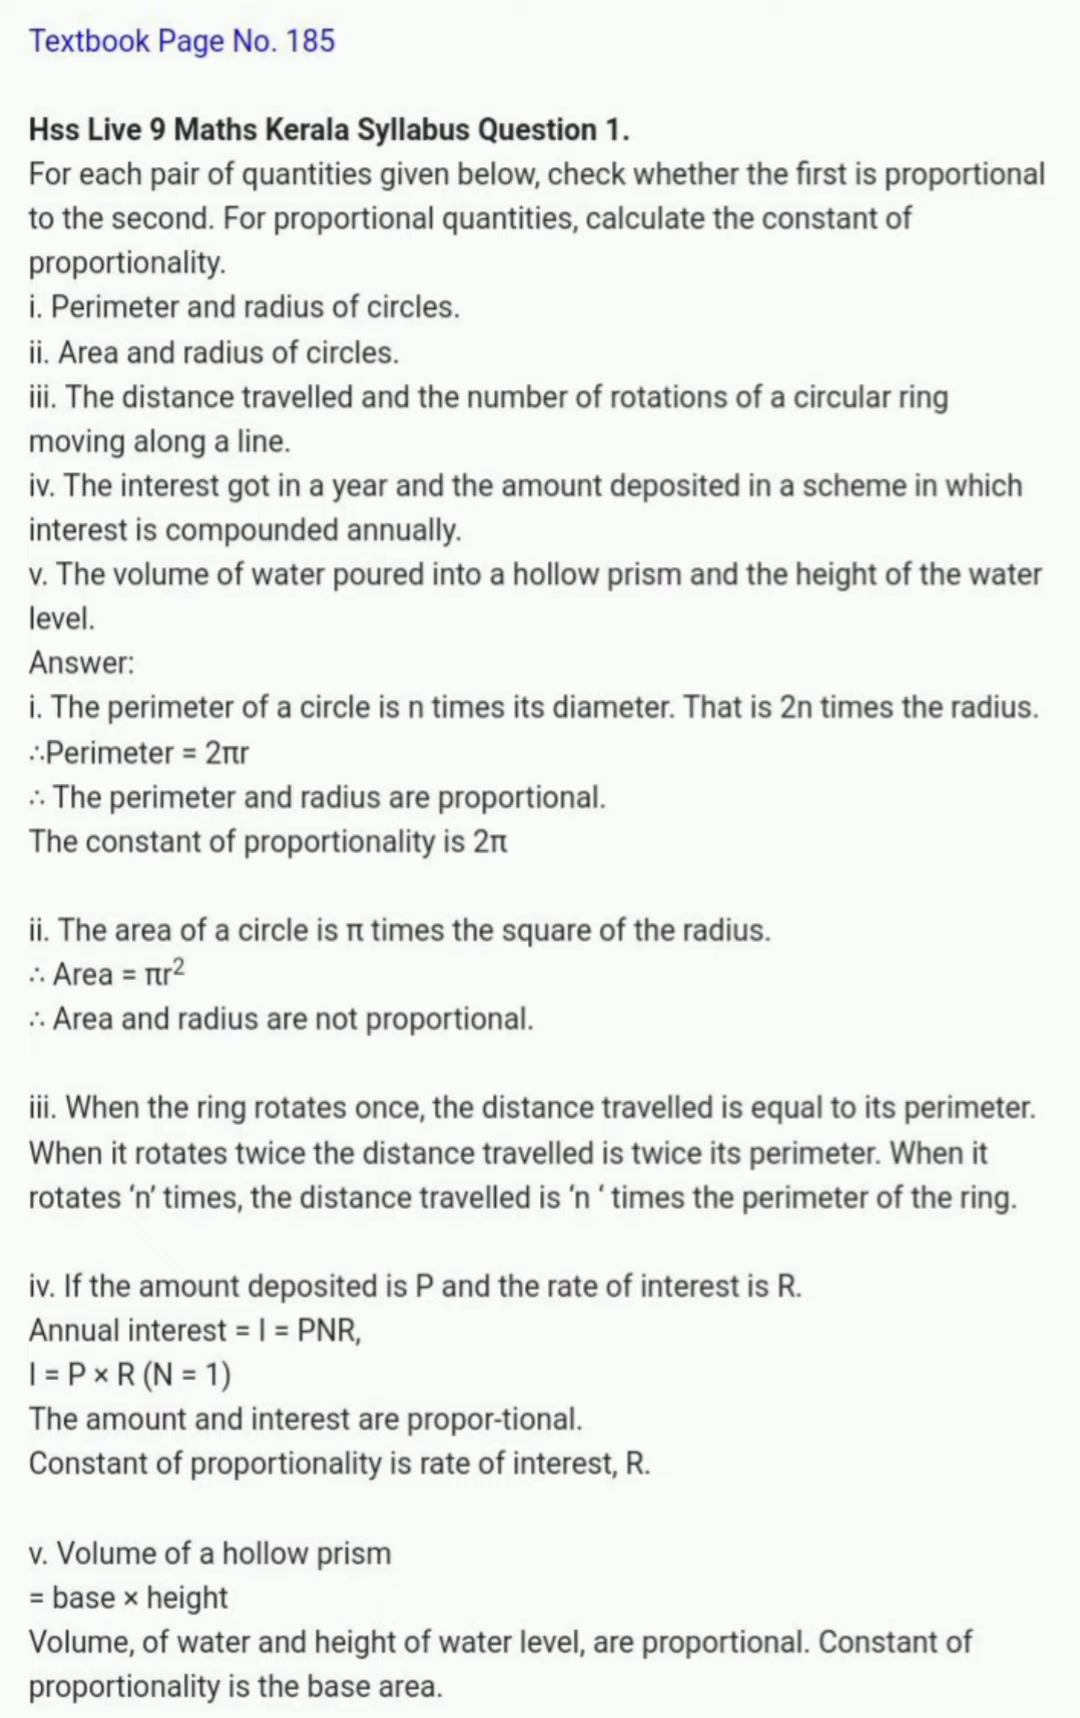 Textbook Page No. 185
Hss Live 9 Maths Kerala Syllabus Question 1.
For each pair of quantities given below, check whether the first is proportional
to the second. For proportional quantities, calculate the constant of
proportionality.
i. Perimeter and radius of circles.
ii. Area and radius of circles.
iii. The distance travelled and the number of rotations of a circular ring
moving along a line.
iv. The interest got in a year and the amount deposited in a scheme in which
interest is compounded annually.
v. The volume of water poured into a hollow prism and the height of the water
level.
Answer:
i. The perimeter of a circle is n times its diameter. That is 2n times the radius.
∴Perimeter = 2πr
∴ The perimeter and radius are proportional.
The constant of proportionality is 2π
ii. The area of a circle is π times the square of the radius.
∴ Area = πr²
∴ Area and radius are not proportional.
iii. When the ring rotates once, the distance travelled is equal to its perimeter.
When it rotates twice the distance travelled is twice its perimeter. When it
rotates ‘n’ times, the distance travelled is ‘n ‘ times the perimeter of the ring.
iv. If the amount deposited is P and the rate of interest is R.
Annual interest = I = PNR,
I = P × R (N = 1)
The amount and interest are propor-tional.
Constant of proportionality is rate of interest, R.
v. Volume of a hollow prism
= base × height
Volume, of water and height of water level, are proportional. Constant of
proportionality is the base area.